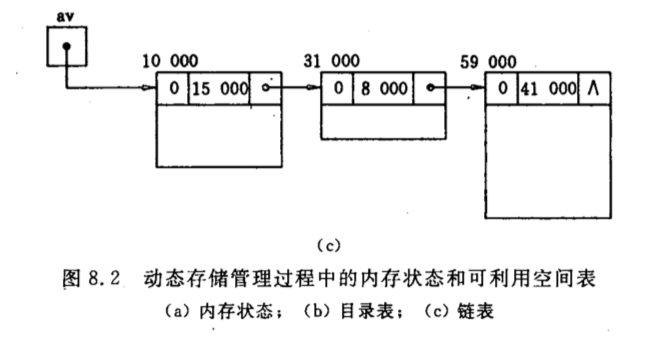 av
10 000 31 000 59 000
0 15 000 0 8 000 0 41 000 ∧
(c)
图 8.2 动态存储管理过程中的内存状态和可利用空间表
(a) 内存状态; (b) 目录表; (c) 链表